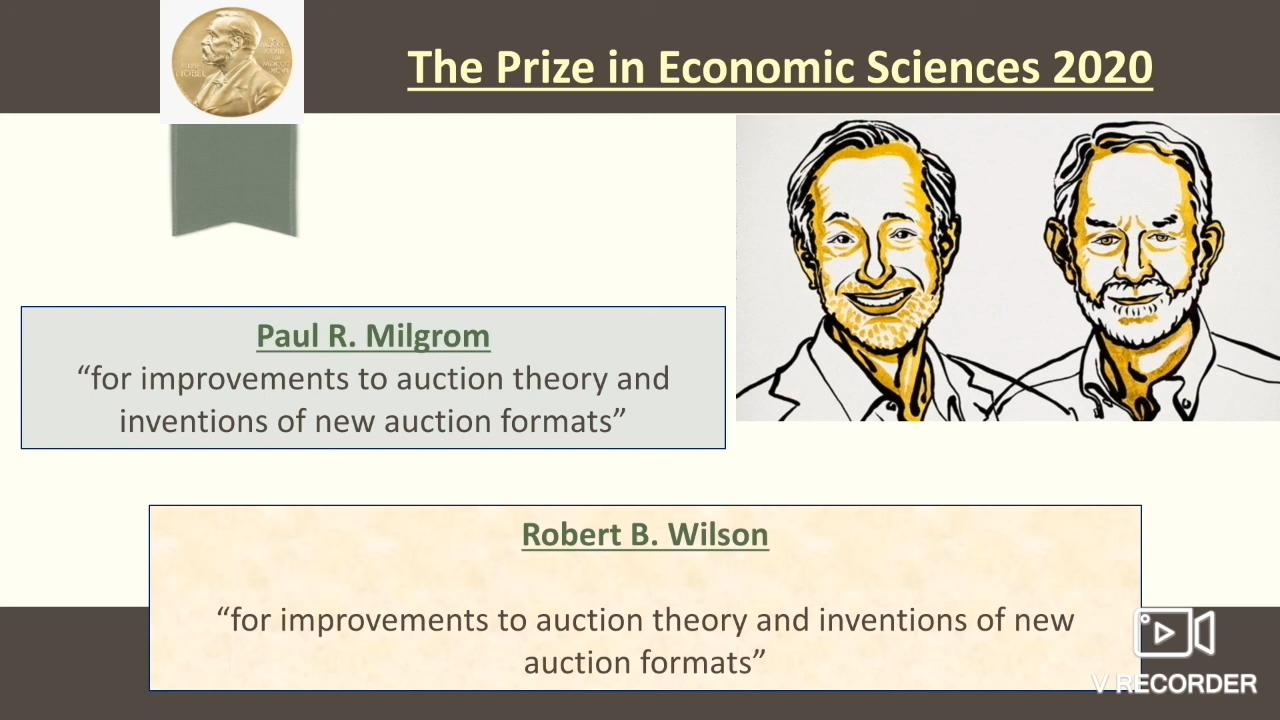 The Prize in Economic Sciences 2020
Paul R. Milgrom
“for improvements to auction theory and
inventions of new auction formats”
Robert B. Wilson
“for improvements to auction theory and inventions of new
auction formats”
V RECORDER